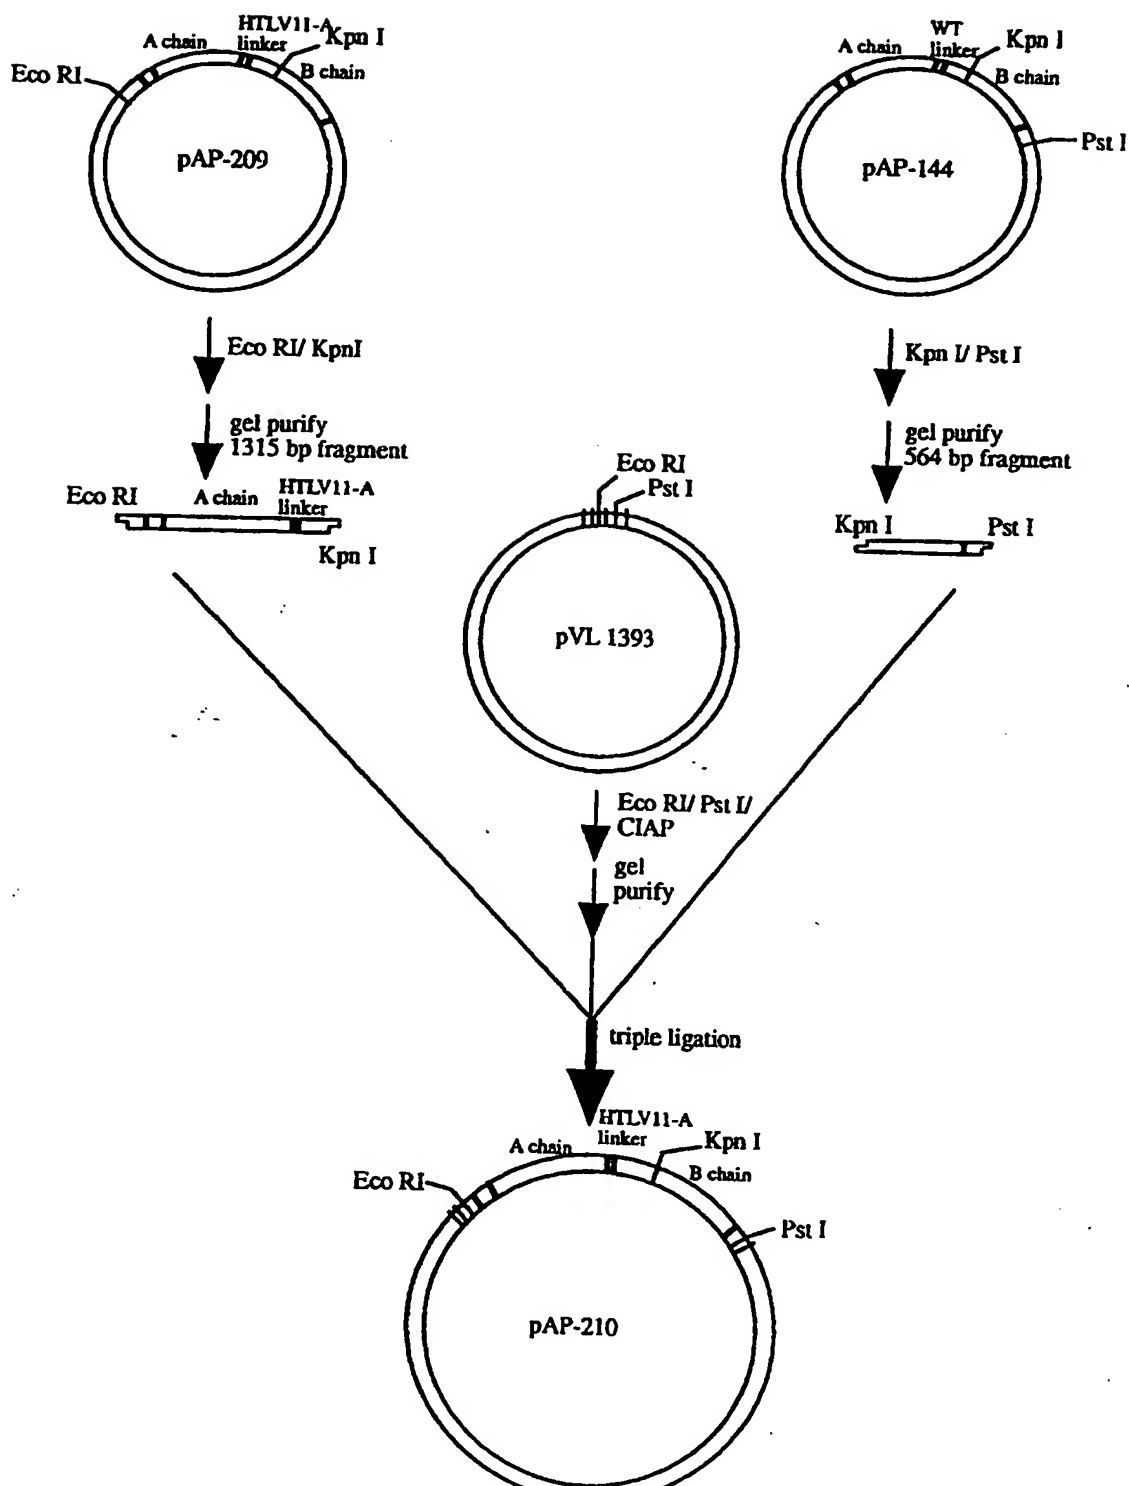 HTLV11-A
linker
A chain
Kpn I
Eco RI
B chain
pAP-209
WT
linker
A chain
Kpn I
B chain
Pst I
pAP-144
Eco RI/ KpnI
gel purify
1315 bp fragment
Kpn I/ Pst I
gel purify
564 bp fragment
Eco RI
A chain
HTLV11-A
linker
Kpn I
Eco RI
Pst I
Kpn I
Pst I
pVL 1393
Eco RI/ Pst I/
CIAP
gel
purify
triple ligation
HTLV11-A
linker
A chain
Kpn I
B chain
Eco RI
Pst I
pAP-210